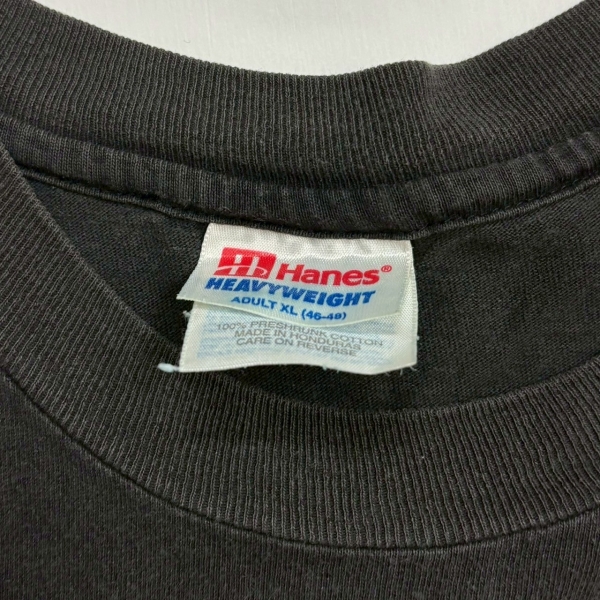 Hanes®
HEAVYWEIGHT
ADULT XL (46-48)
100% PRESHRUNK COTTON
MADE IN HONDURAS
CARE ON REVERSE